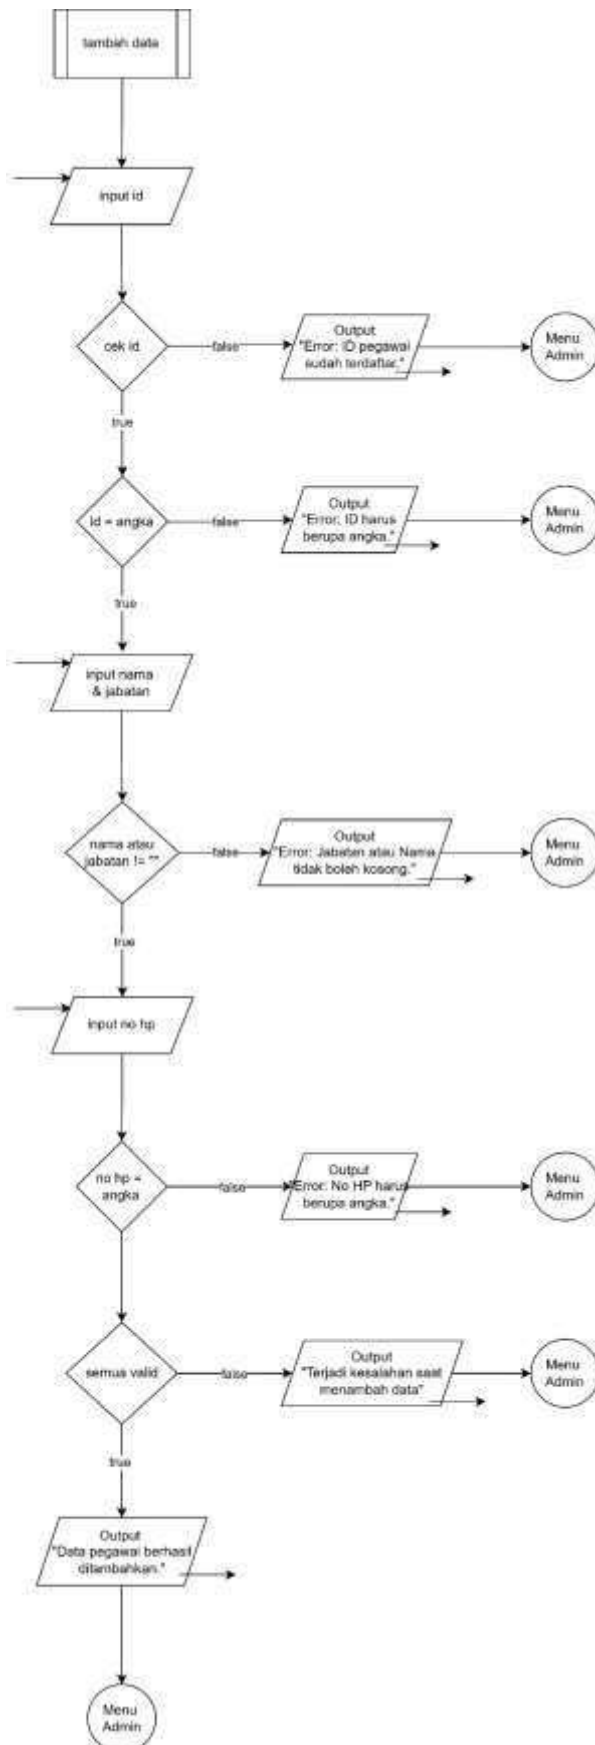 tambah data
input id
cek id
false
Output
"Error: ID pegawai
sudah terdaftar."
Menu
Admin
true
Id = angka
false
Output
"Error: ID harus
berupa angka."
Menu
Admin
true
input nama
& jabatan
nama atau
jabatan != ""
false
Output
"Error: Jabatan atau Nama
tidak boleh kosong."
Menu
Admin
true
input no hp
no hp =
angka
false
Output
"Error: No HP harus
berupa angka."
Menu
Admin
semua valid
false
Output
"Terjadi kesalahan saat
menambah data"
Menu
Admin
true
Output
"Data pegawai berhasil
ditambahkan."
Menu
Admin